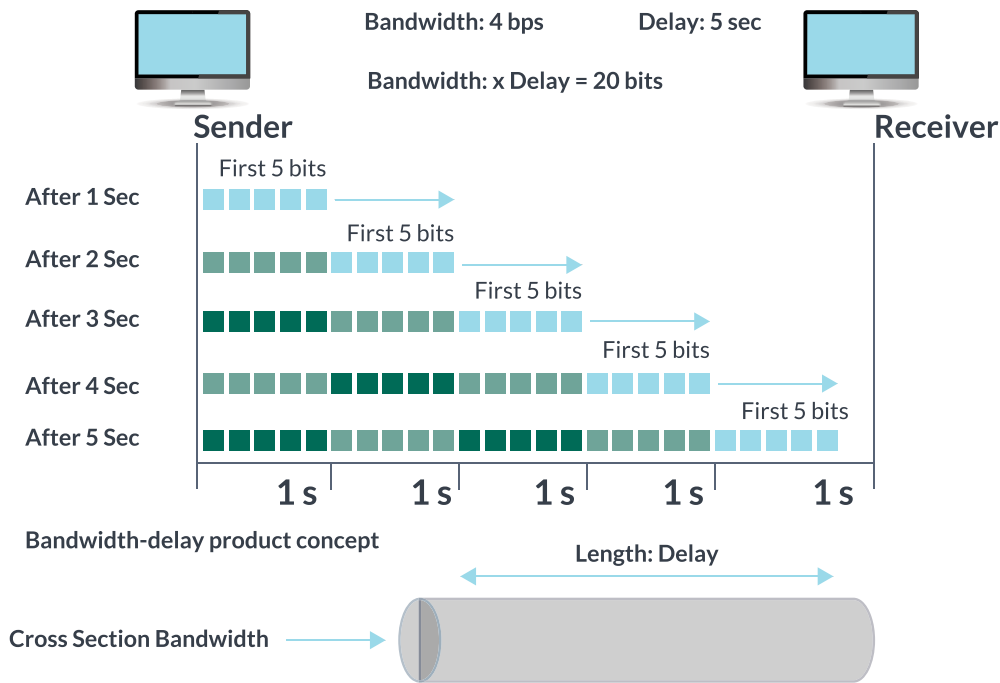 Bandwidth: 4 bps
Delay: 5 sec
Bandwidth: x Delay = 20 bits
Sender
Receiver
First 5 bits
After 1 Sec
First 5 bits
After 2 Sec
First 5 bits
After 3 Sec
First 5 bits
After 4 Sec
First 5 bits
After 5 Sec
1 s
1 s
1 s
1 s
1 s
Bandwidth-delay product concept
Length: Delay
Cross Section Bandwidth